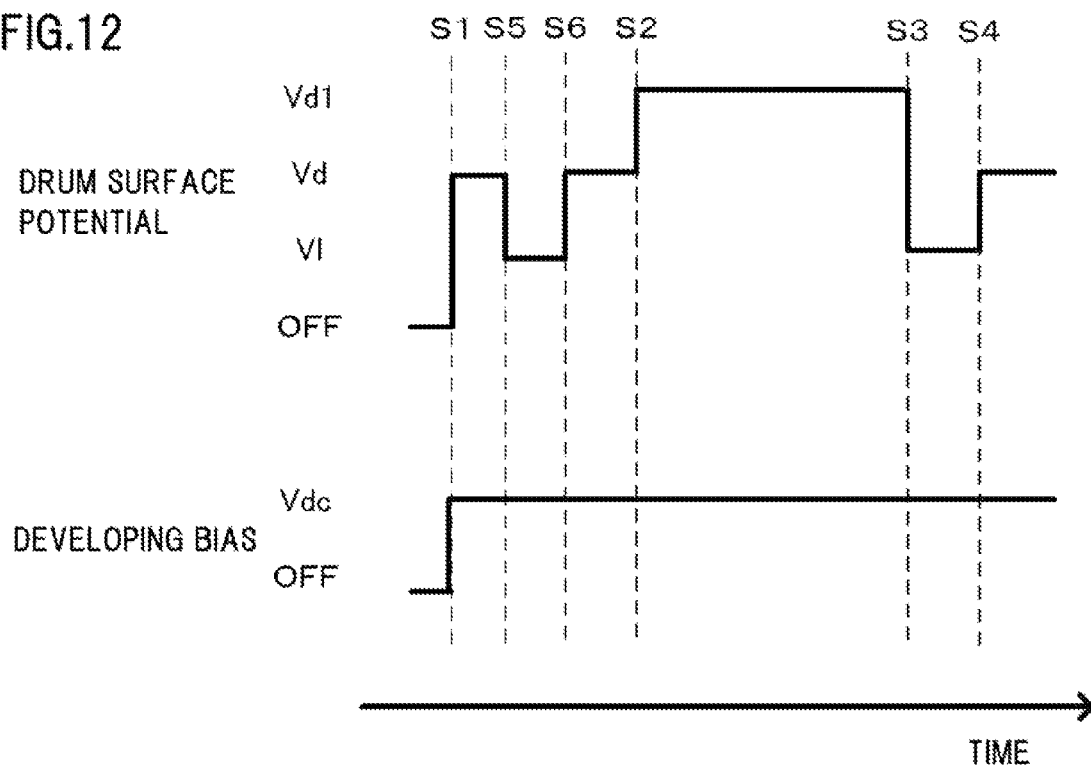 FIG.12
S1 S5 S6 S2 S3 S4
Vd1
Vd
DRUM SURFACE
POTENTIAL
Vl
OFF
Vdc
DEVELOPING BIAS
OFF
TIME